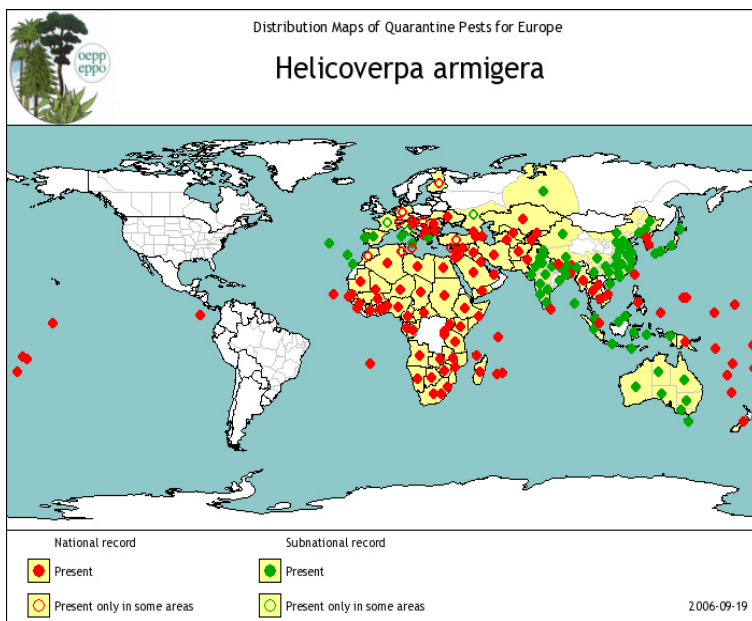 Distribution Maps of Quarantine Pests for Europe
oepp
eppo
Helicoverpa armigera
National record
Subnational record
Present
Present
Present only in some areas
Present only in some areas
2006-09-19